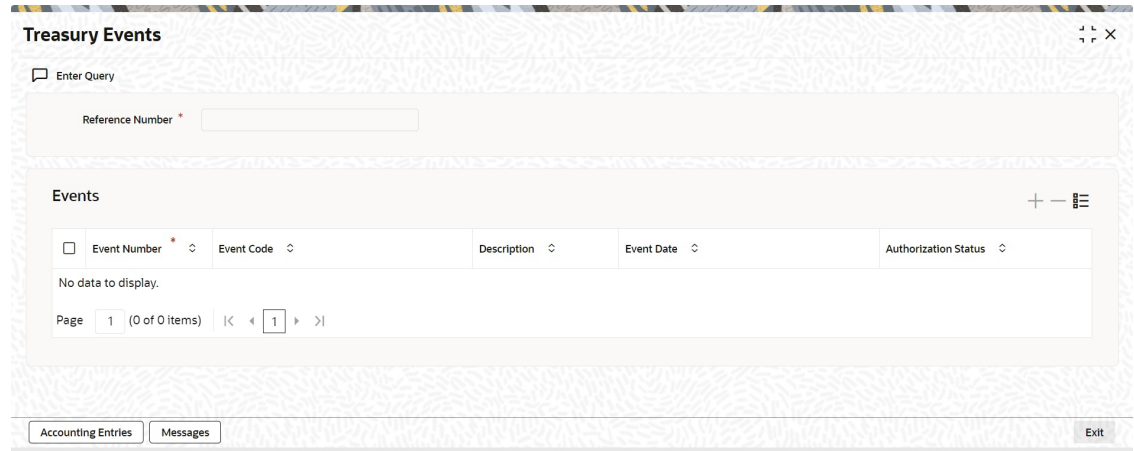 Treasury Events
Enter Query
Reference Number *
Events
Event Number * Event Code Description Event Date Authorization Status
No data to display.
Page 1 (0 of 0 items) 1
Accounting Entries Messages Exit